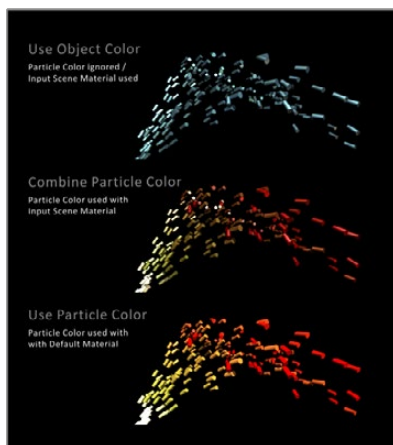 Use Object Color
Particle Color ignored /
Input Scene Material used
Combine Particle Color
Particle Color used with
Input Scene Material
Use Particle Color
Particle Color used with
with Default Material